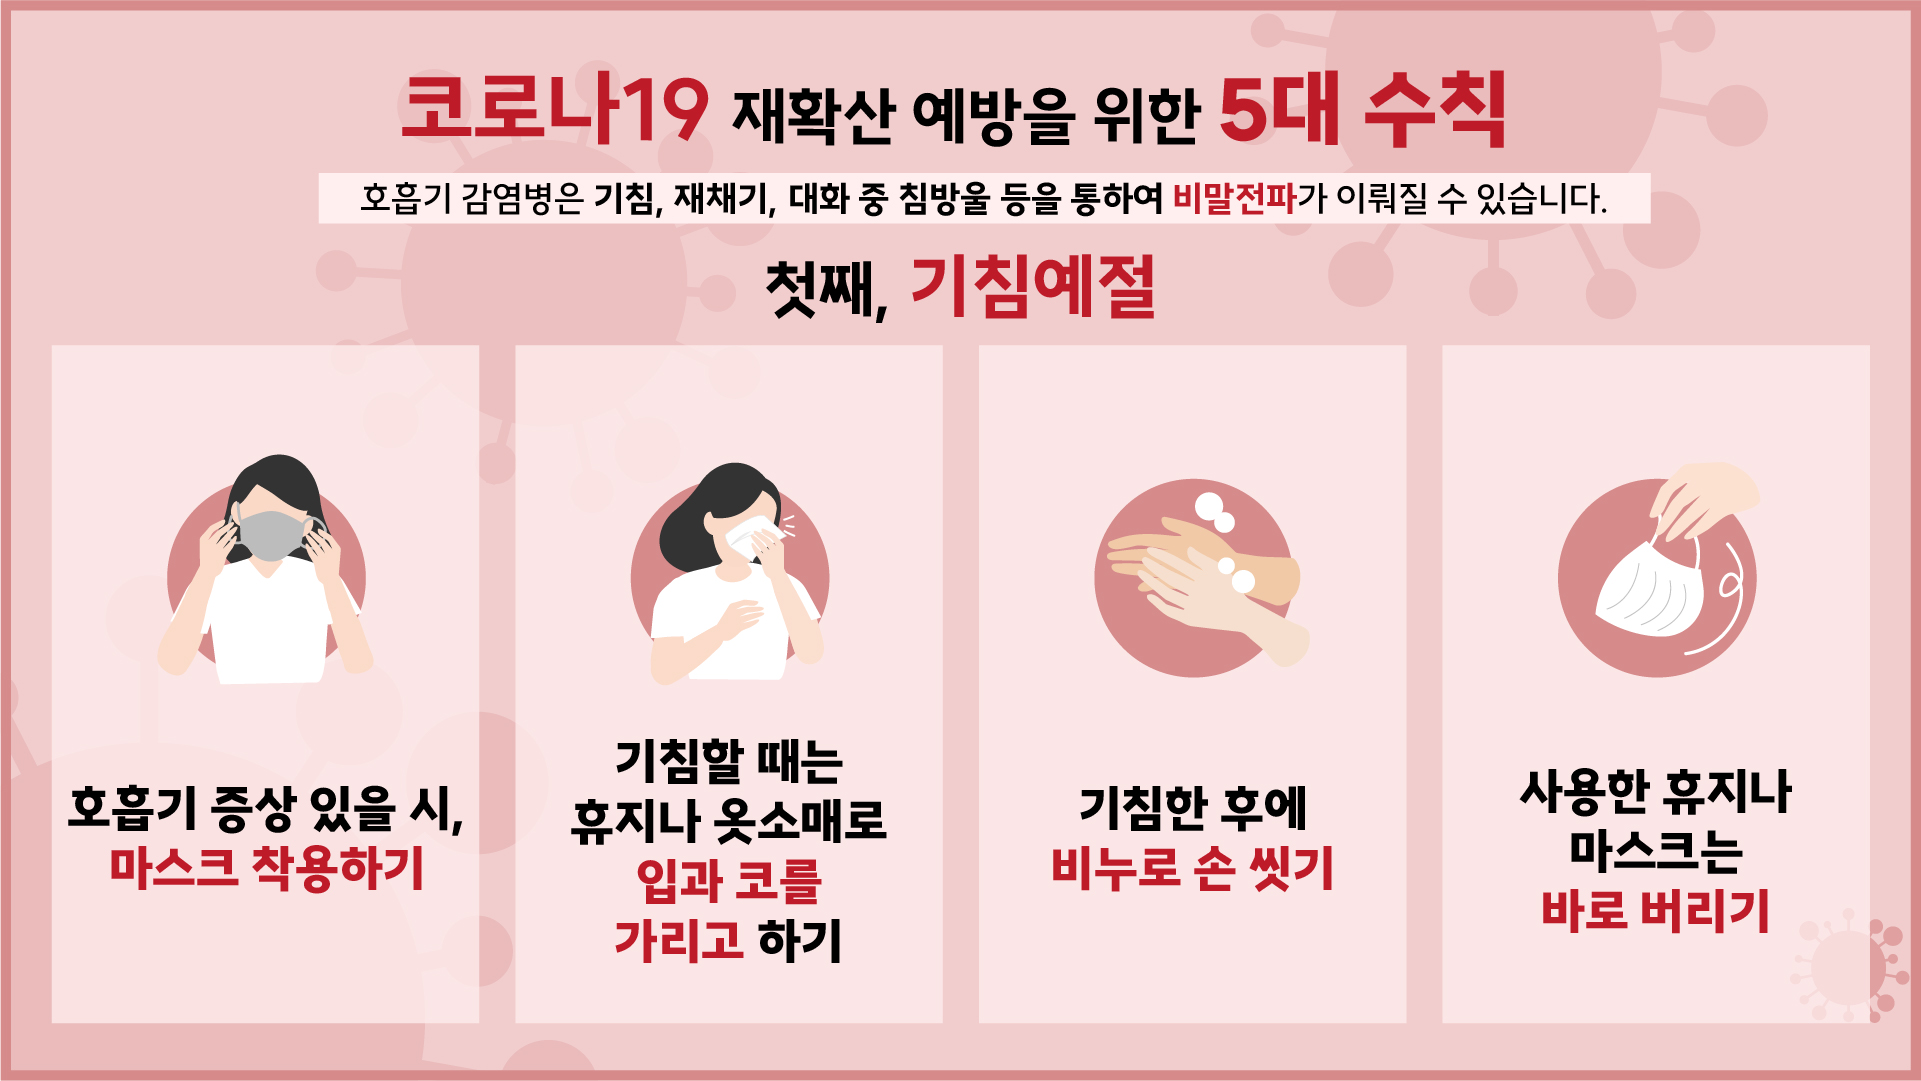 코로나19 재확산 예방을 위한 5대 수칙
호흡기 감염병은 기침, 재채기, 대화 중 침방울 등을 통하여 비말전파가 이뤄질 수 있습니다.
첫째, 기침예절
호흡기 증상 있을 시,
마스크 착용하기
기침할 때는
휴지나 옷소매로
입과 코를
가리고 하기
기침한 후에
비누로 손 씻기
사용한 휴지나
마스크는
바로 버리기